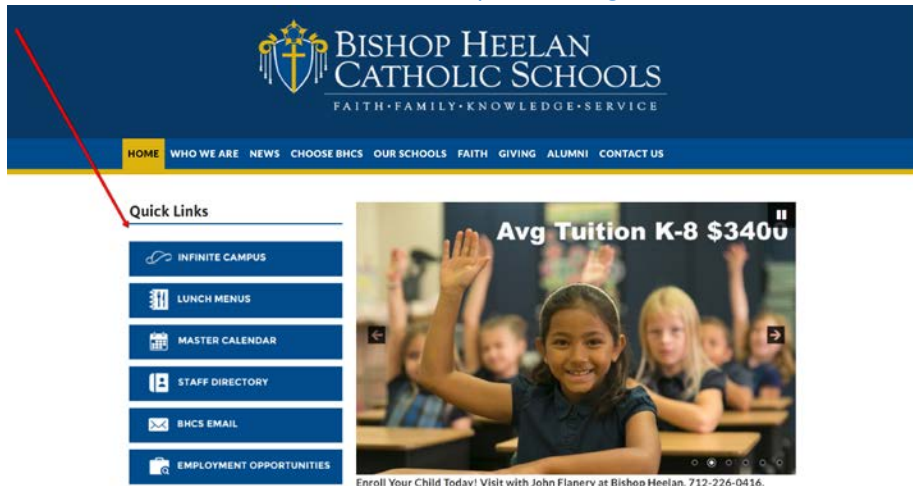 BISHOP HEELAN
CATHOLIC SCHOOLS
FAITH•FAMILY•KNOWLEDGE•SERVICE
HOME WHO WE ARE NEWS CHOOSE BHCS OUR SCHOOLS FAITH GIVING ALUMNI CONTACT US
Quick Links
INFINITE CAMPUS
LUNCH MENUS
MASTER CALENDAR
STAFF DIRECTORY
BHCS EMAIL
EMPLOYMENT OPPORTUNITIES
Avg Tuition K-8 $3400
Enroll Your Child Today! Visit with John Flanery at Bishop Heelan, 712-226-0416.